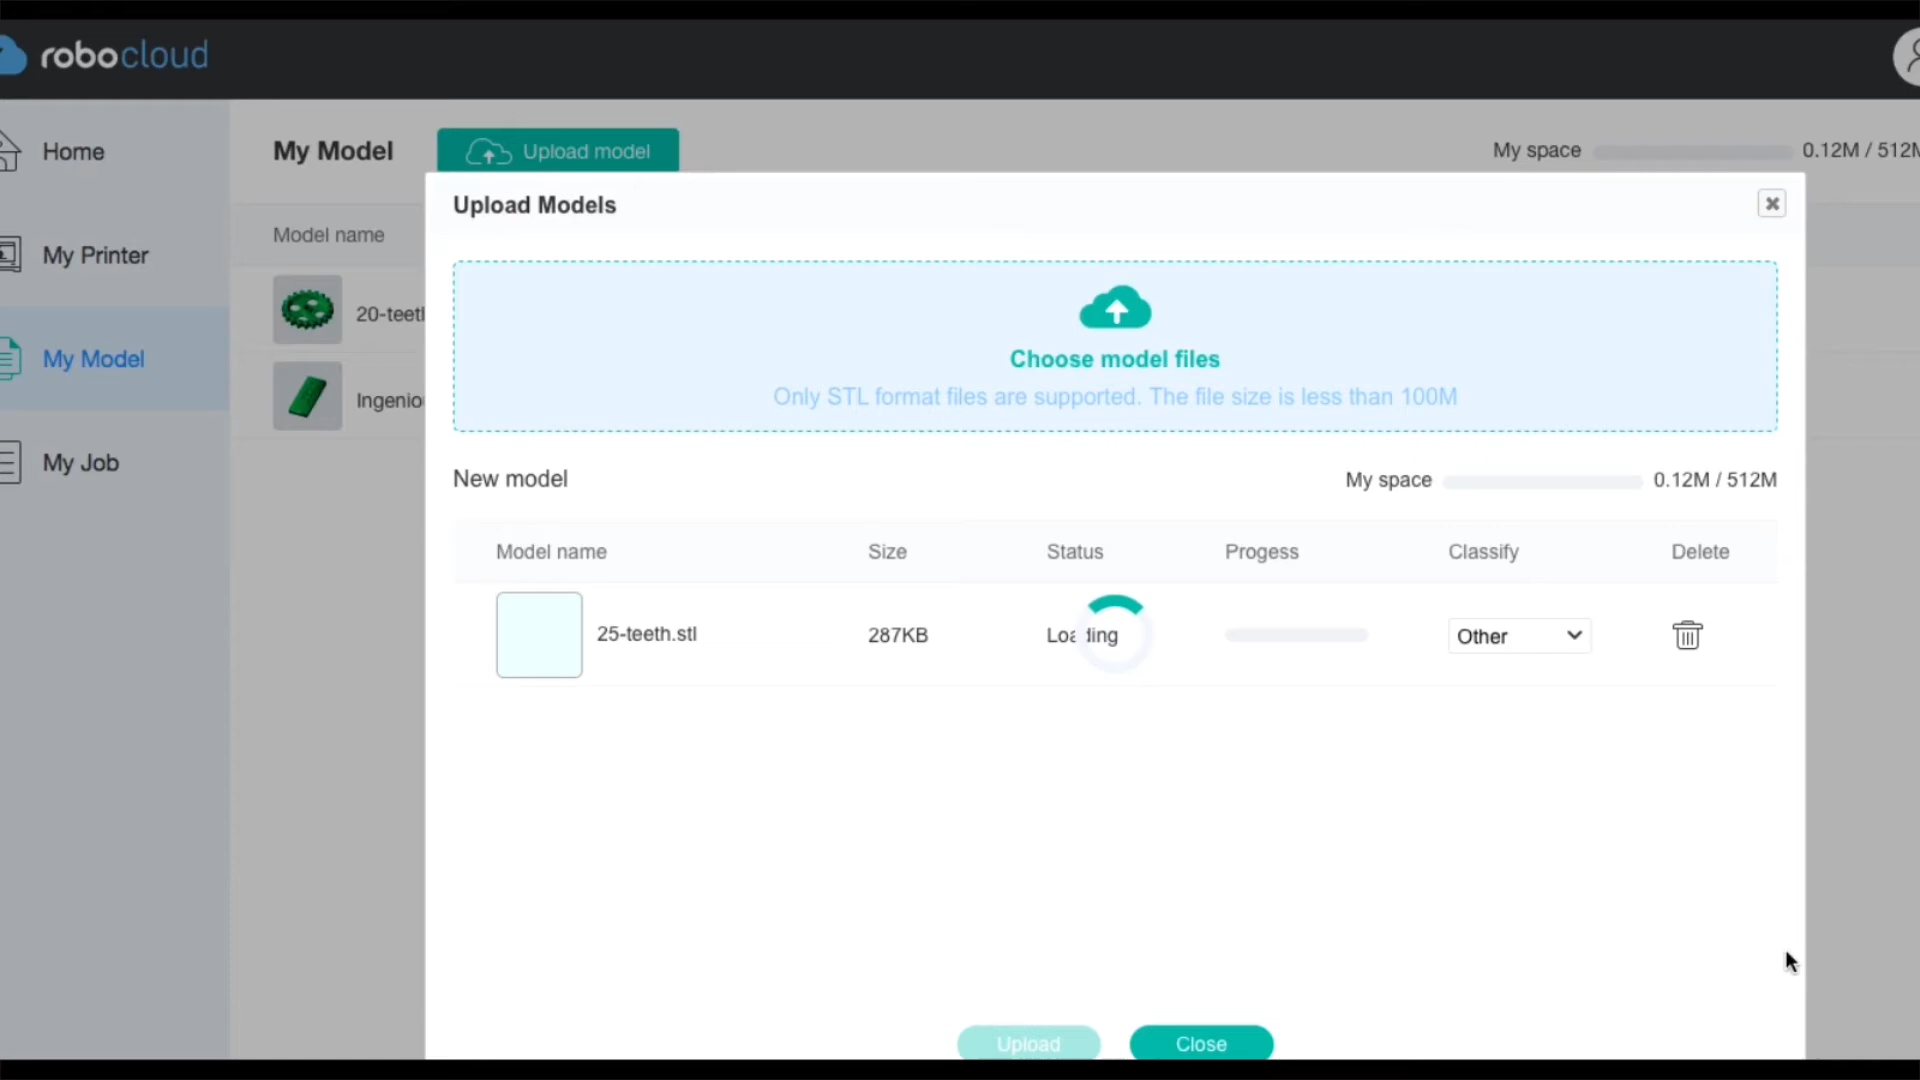 robocloud
Home
My Printer
My Model
My Job
My Model
Upload model
My space
0.12M / 512M
Model name
20-teeth
Ingenio
Upload Models
Choose model files
Only STL format files are supported. The file size is less than 100M
New model
My space
0.12M / 512M
Model name Size Status Progess Classify Delete
25-teeth.stl 287KB Loading Other
Upload Close